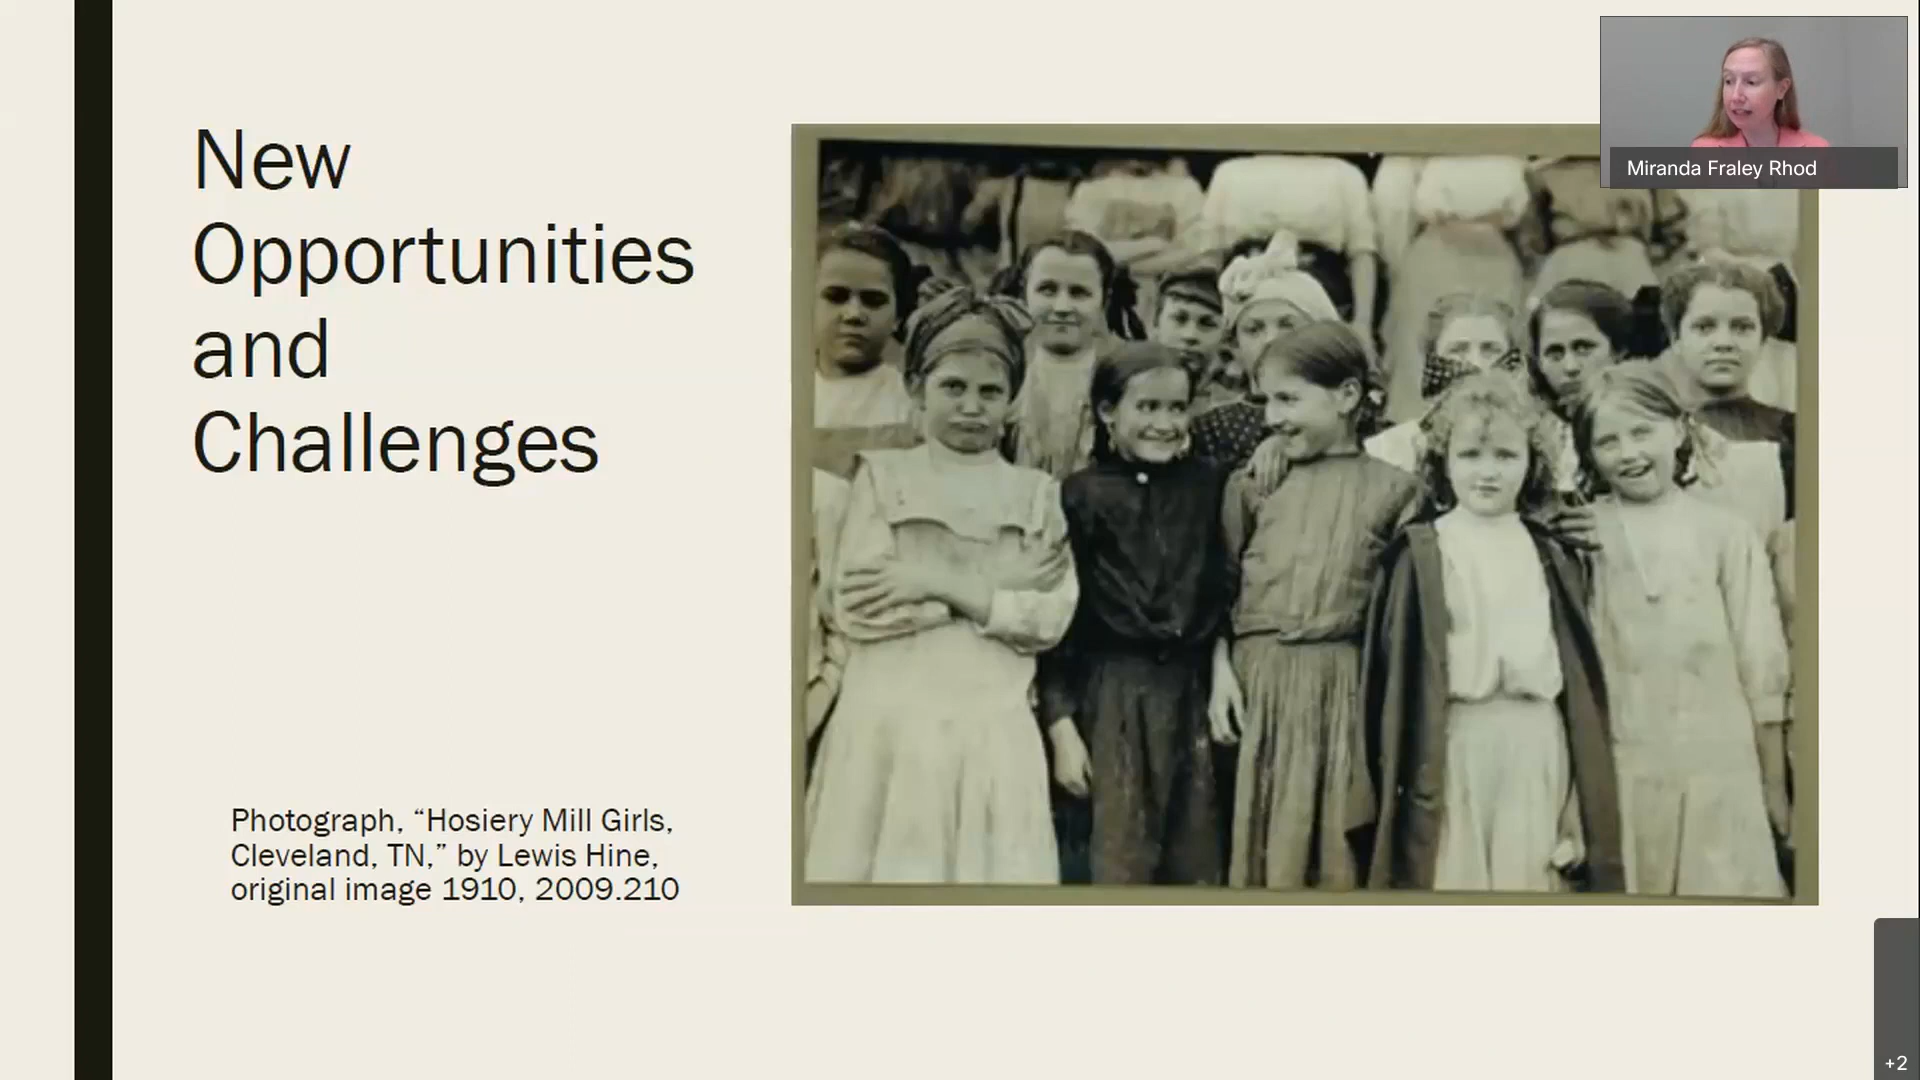 New
Opportunities
and
Challenges
Photograph, “Hosiery Mill Girls,
Cleveland, TN,” by Lewis Hine,
original image 1910, 2009.210
Miranda Fraley Rhod
+2